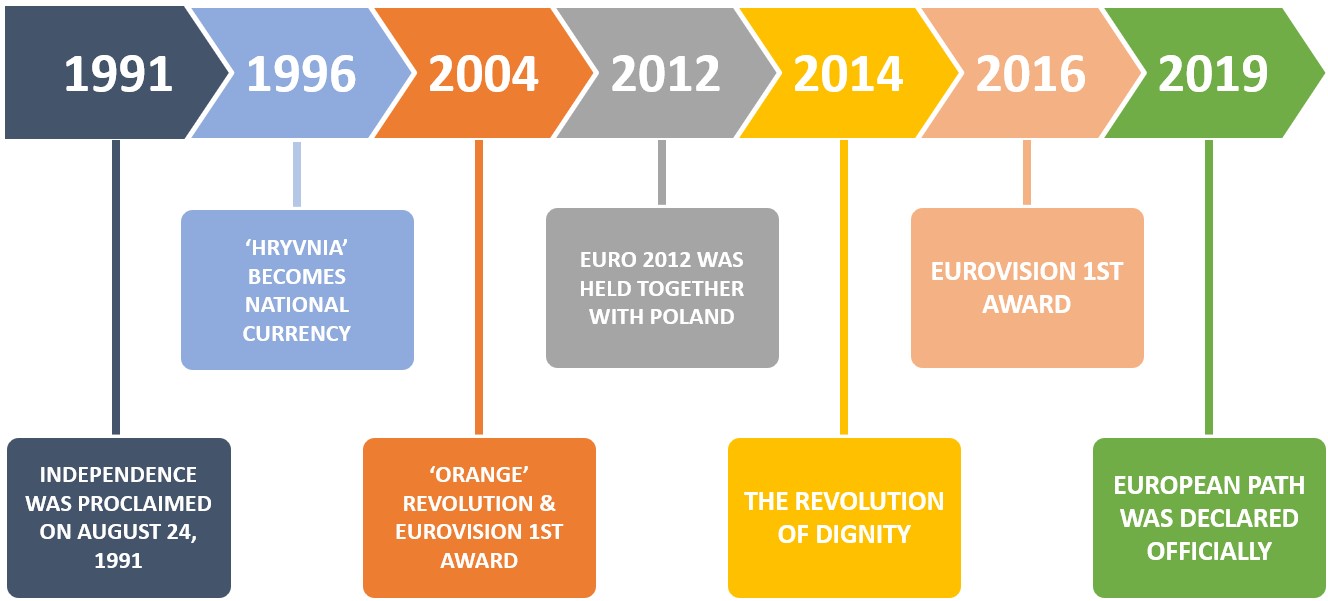 1991
1996
2004
2012
2014
2016
2019
‘HRYVNIA’
BECOMES
NATIONAL
CURRENCY
EURO 2012 WAS
HELD TOGETHER
WITH POLAND
EUROVISION 1ST
AWARD
INDEPENDENCE
WAS PROCLAIMED
ON AUGUST 24,
1991
‘ORANGE’
REVOLUTION &
EUROVISION 1ST
AWARD
THE REVOLUTION
OF DIGNITY
EUROPEAN PATH
WAS DECLARED
OFFICIALLY